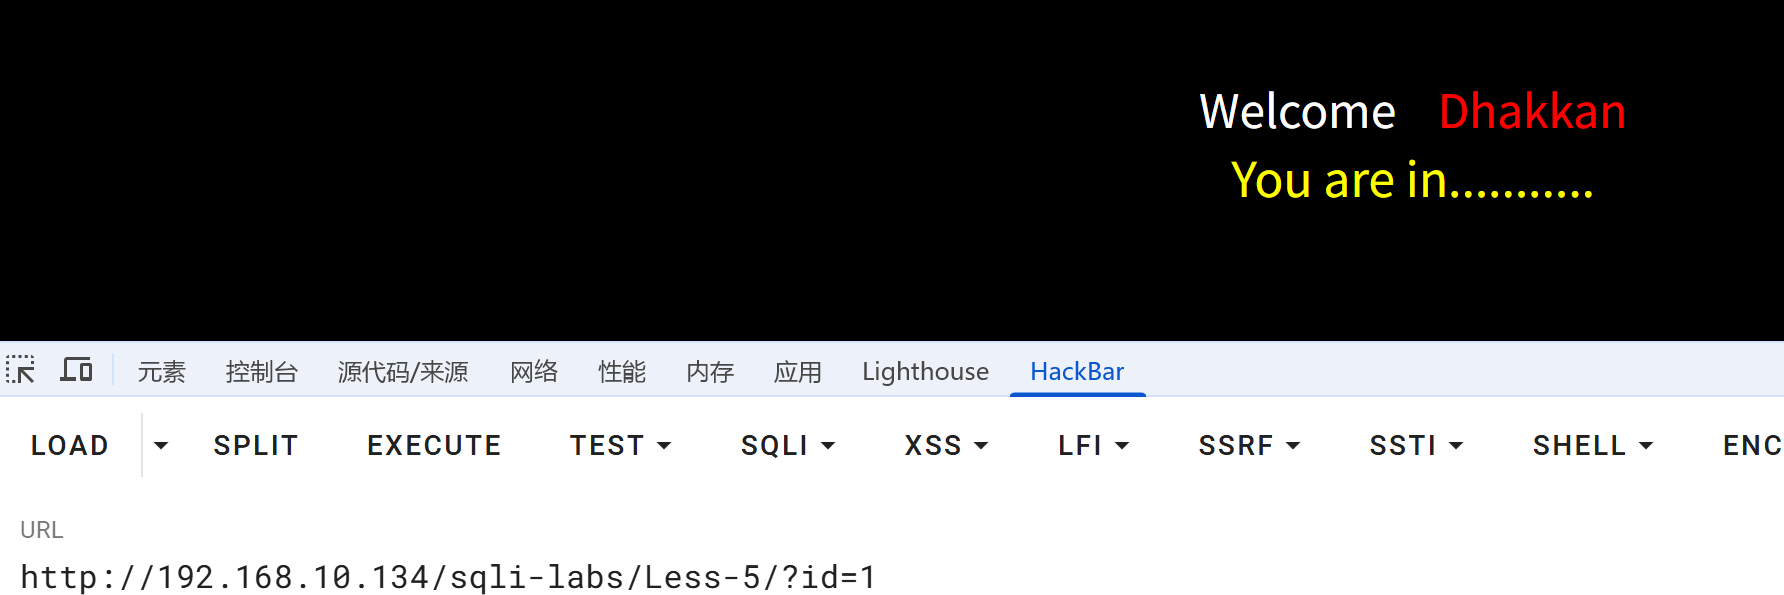 Welcome Dhakkan
You are in...........
元素 控制台 源代码/来源 网络 性能 内存 应用 Lighthouse HackBar
LOAD SPLIT EXECUTE TEST SQLI XSS LFI SSRF SSTI SHELL ENC
URL
http://192.168.10.134/sqli-labs/Less-5/?id=1